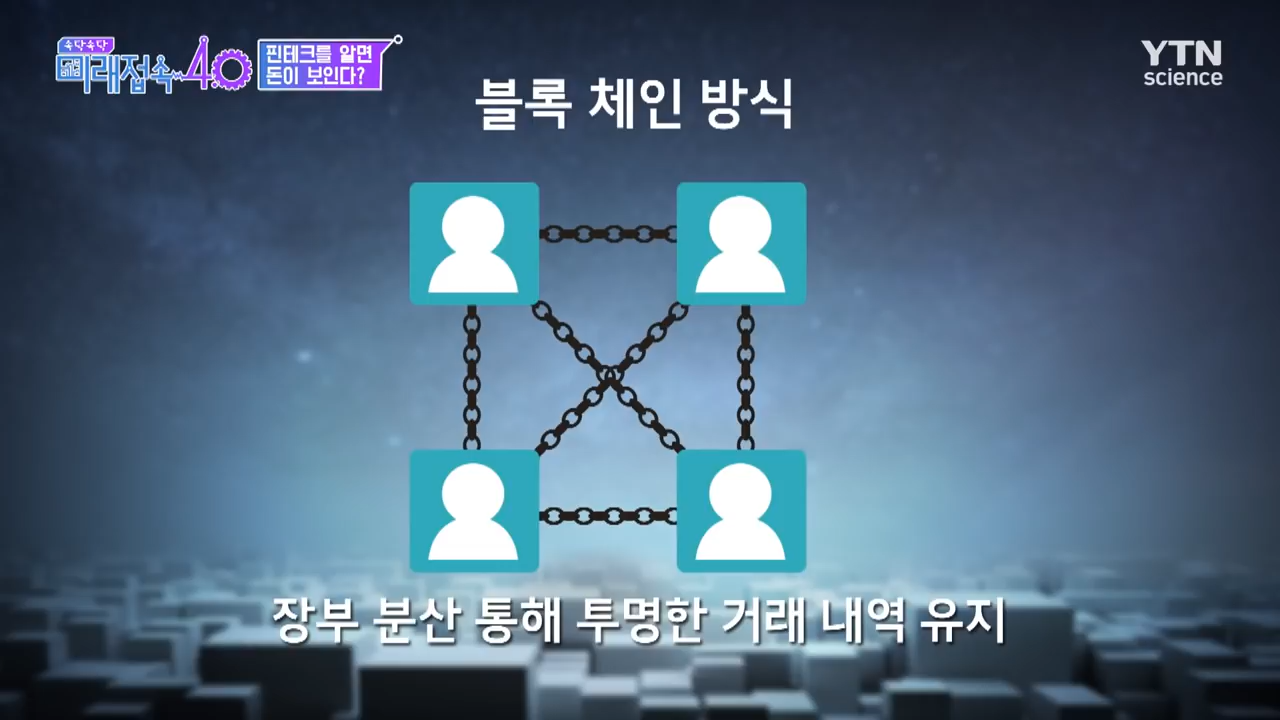 속닥속닥
미래접속 4.0
핀테크를 알면
돈이 보인다?
YTN
science
블록 체인 방식
장부 분산 통해 투명한 거래 내역 유지